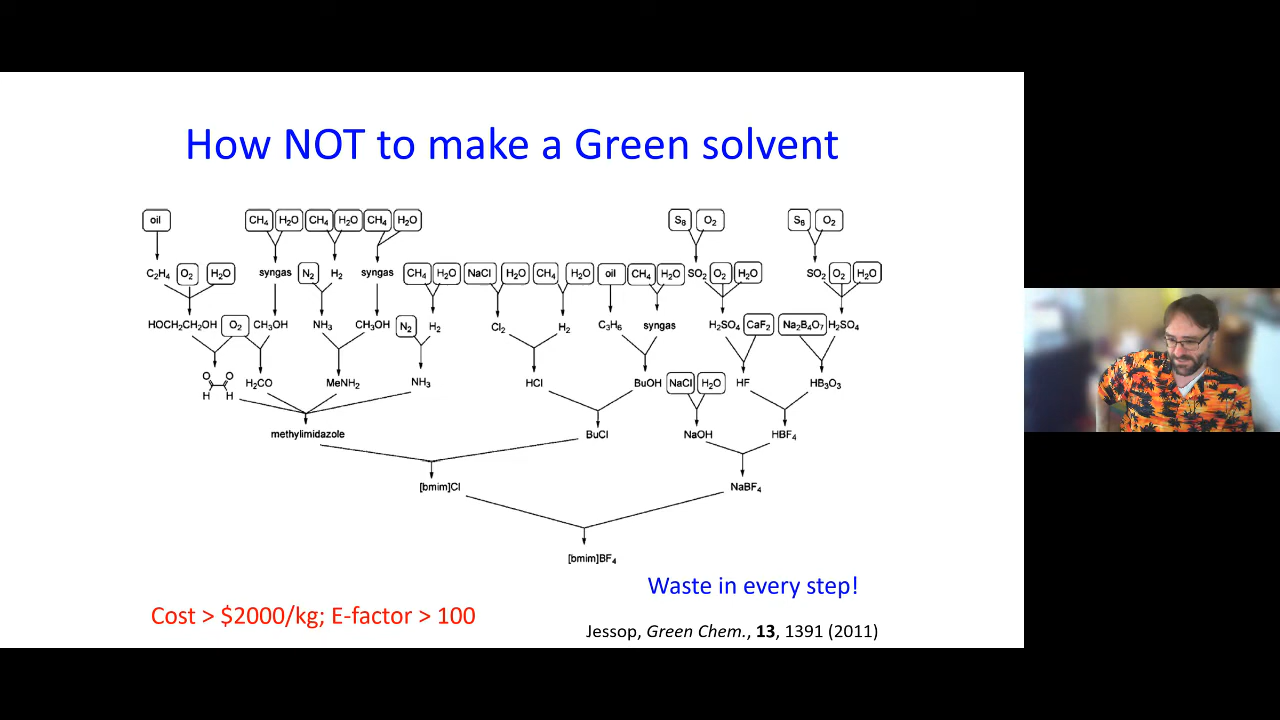 How NOT to make a Green solvent
oil CH₄ H₂O CH₄ H₂O CH₄ H₂O S₈ O₂ S₈ O₂
C₂H₄ O₂ H₂O syngas N₂ H₂ syngas CH₄ H₂O NaCl H₂O CH₄ H₂O oil CH₄ H₂O SO₂ O₂ H₂O SO₂ O₂ H₂O
HOCH₂CH₂OH O₂ CH₃OH NH₃ CH₃OH N₂ H₂ Cl₂ H₂ C₃H₆ syngas H₂SO₄ CaF₂ Na₂B₄O₇ H₂SO₄
O O
H₂CO MeNH₂ NH₃ HCl BuOH NaCl H₂O HF HB₃O₃
H H
methylimidazole BuCl NaOH HBF₄
[bmim]Cl NaBF₄
[bmim]BF₄
Waste in every step!
Cost > $2000/kg; E-factor > 100
Jessop, Green Chem., 13, 1391 (2011)